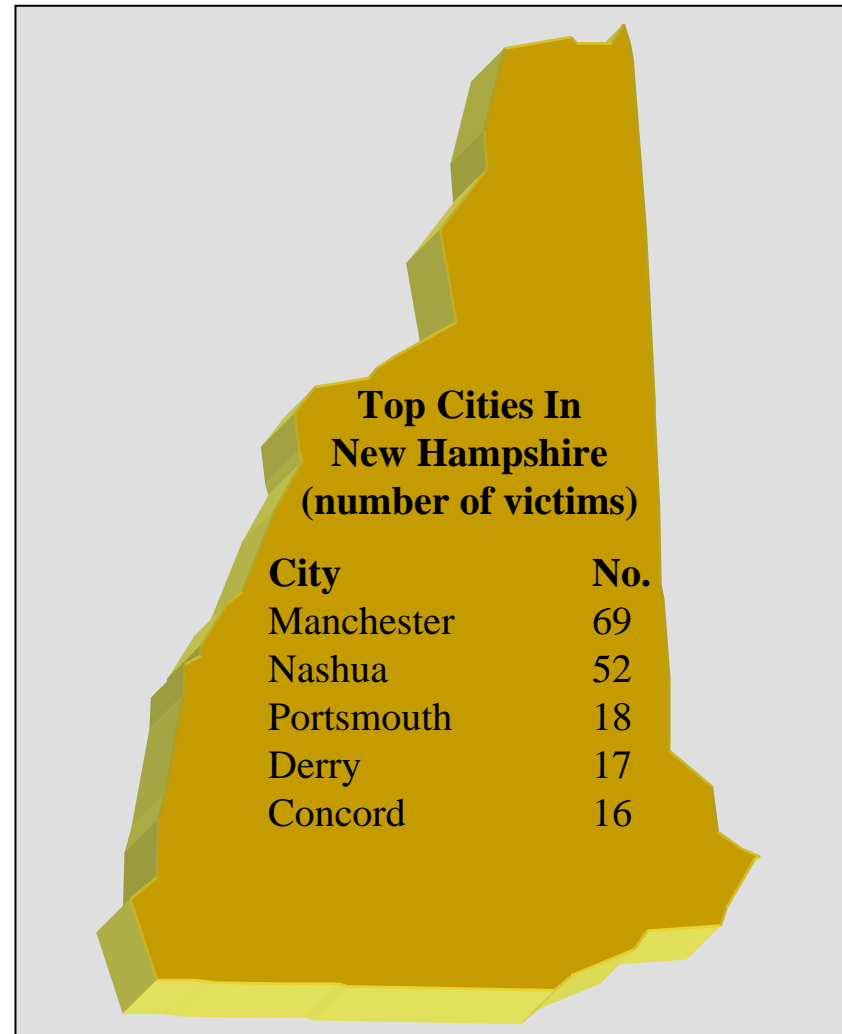 Top Cities In
New Hampshire
(number of victims)
City No.
Manchester 69
Nashua 52
Portsmouth 18
Derry 17
Concord 16